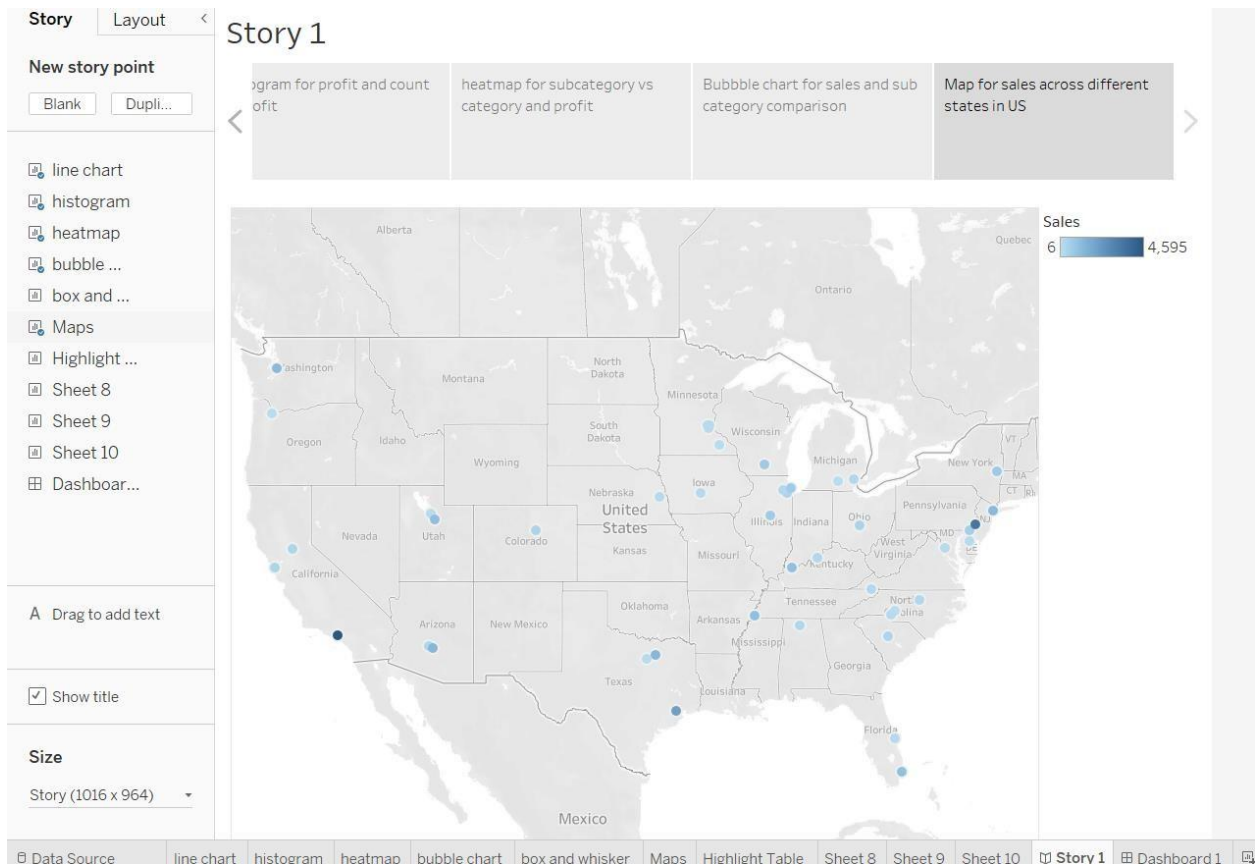 Story
Layout
Story 1
New story point
Blank
Dupli...
ogram for profit and count
ofit
heatmap for subcategory vs
category and profit
Bubbble chart for sales and sub
category comparison
Map for sales across different
states in US
line chart
histogram
heatmap
bubble ...
box and ...
Maps
Highlight ...
Sheet 8
Sheet 9
Sheet 10
Dashboar...
A Drag to add text
Show title
Size
Story (1016 x 964)
Sales
6 4,595
Alberta
Quebec
Ontario
ashington
Montana
North
Dakota
Minnesota
Oregon
Idaho
South
Dakota
Wisconsin
Wyoming
Michigan
New York
VT
MA
CT RI
Nebraska
Iowa
Pennsylvania
Nevada
Utah
Colorado
United
States
Kansas
Illinois
Indiana
Ohio
NJ
MD
DE
West
Virginia
Missouri
Kentucky
California
Oklahoma
Tennessee
North
Carolina
Arizona
New Mexico
Arkansas
Mississippi
Georgia
Texas
Louisiana
Florida
Mexico
Data Source line chart histogram heatmap bubble chart box and whisker Maps Highlight Table Sheet 8 Sheet 9 Sheet 10 Story 1 Dashboard 1